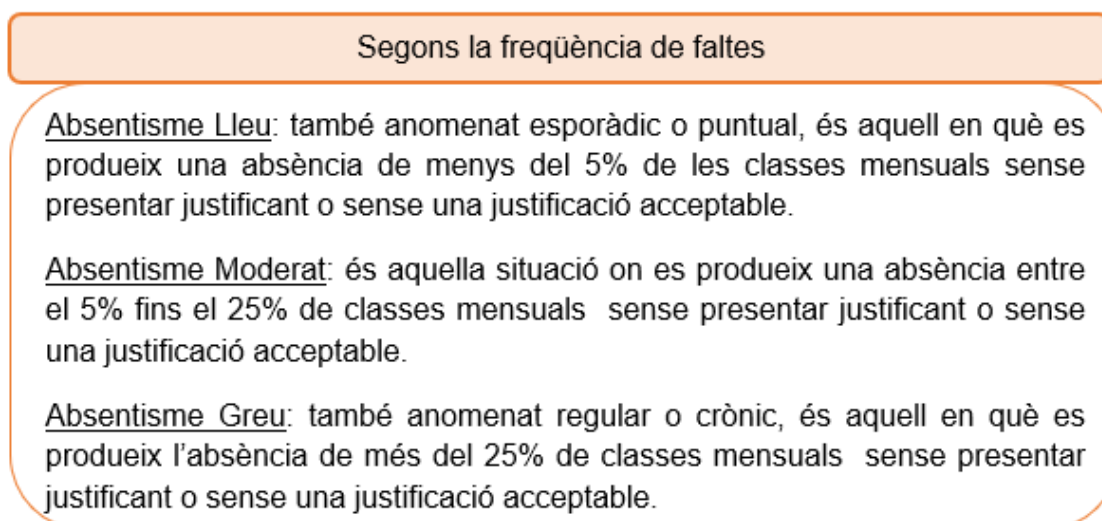 Segons la freqüència de faltes
Absentisme Lleu: també anomenat esporàdic o puntual, és aquell en què es
produeix una absència de menys del 5% de les classes mensuals sense
presentar justificant o sense una justificació acceptable.
Absentisme Moderat: és aquella situació on es produeix una absència entre
el 5% fins el 25% de classes mensuals  sense presentar justificant o sense
una justificació acceptable.
Absentisme Greu: també anomenat regular o crònic, és aquell en què es
produeix l’absència de més del 25% de classes mensuals  sense presentar
justificant o sense una justificació acceptable.